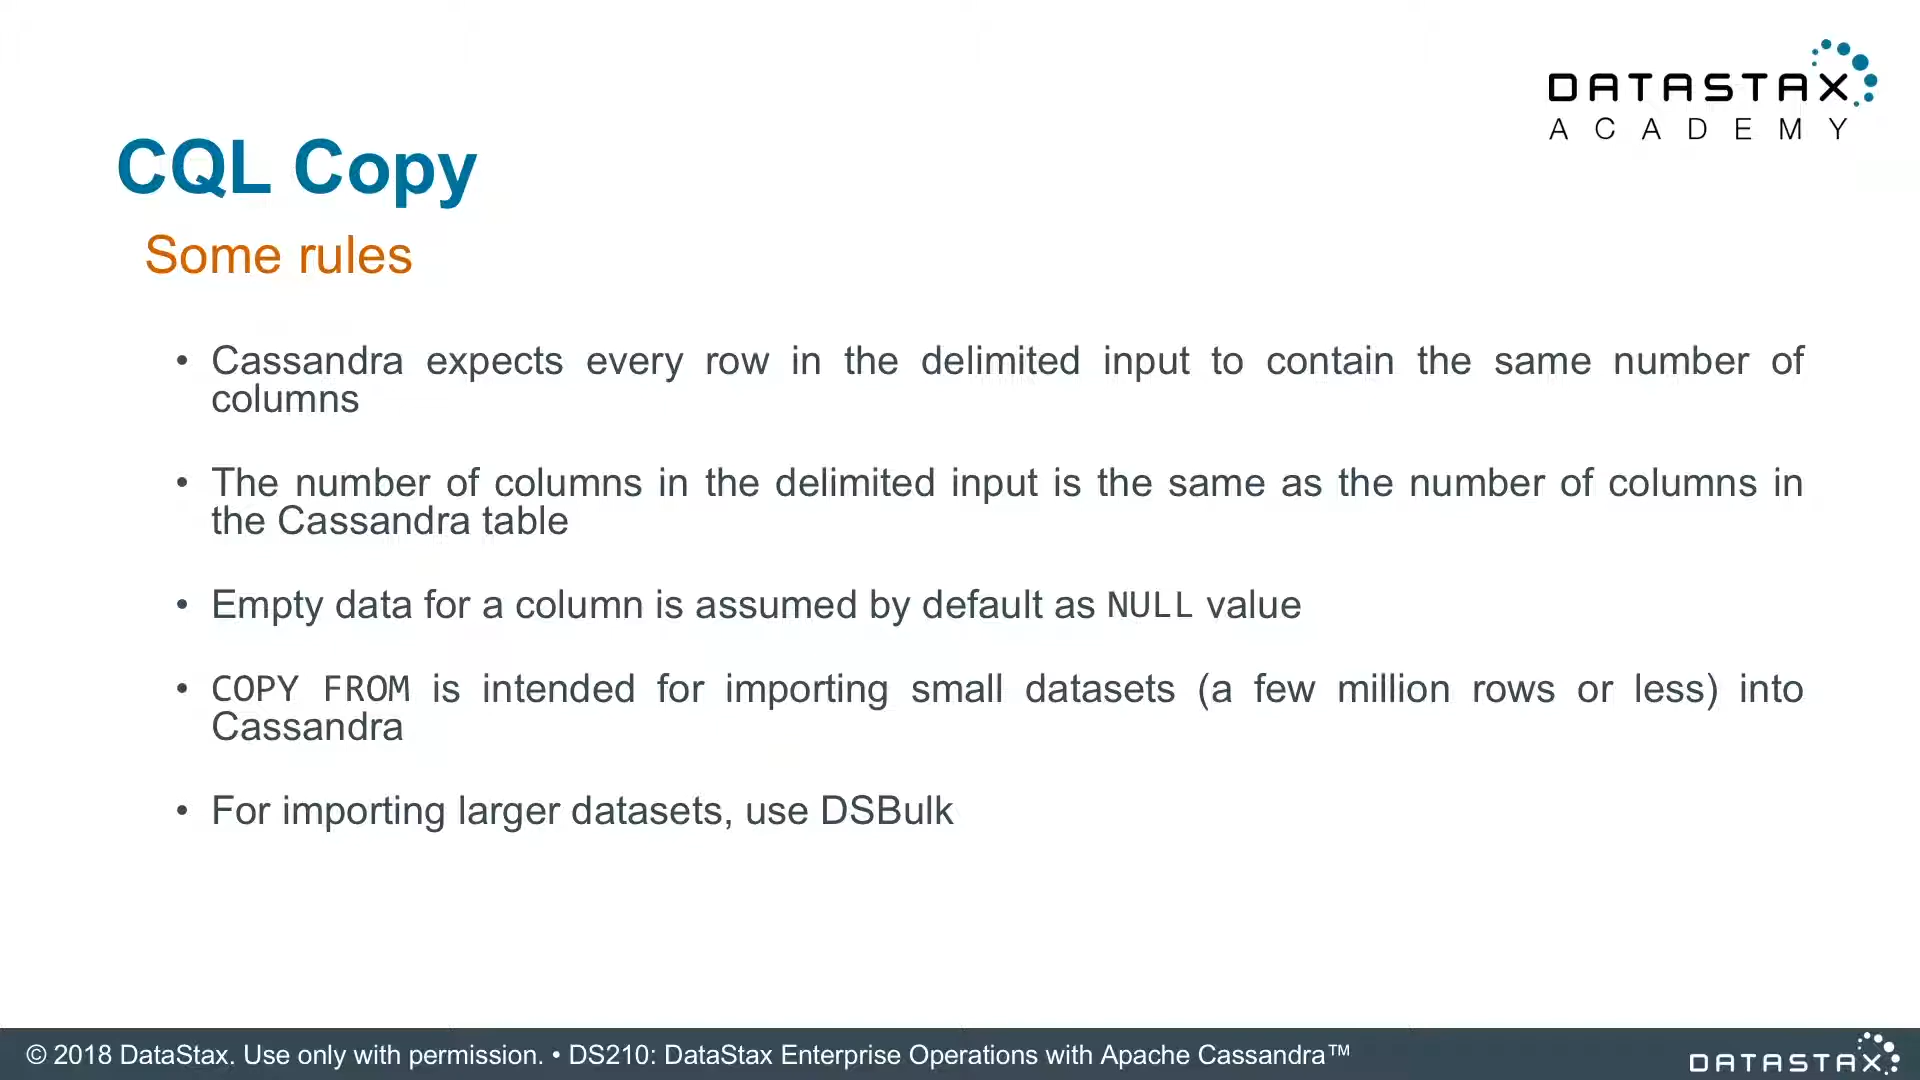 DATASTAX
ACADEMY
CQL Copy
Some rules
• Cassandra expects every row in the delimited input to contain the same number of
columns
• The number of columns in the delimited input is the same as the number of columns in
the Cassandra table
• Empty data for a column is assumed by default as NULL value
• COPY FROM is intended for importing small datasets (a few million rows or less) into
Cassandra
• For importing larger datasets, use DSBulk
© 2018 DataStax. Use only with permission. • DS210: DataStax Enterprise Operations with Apache Cassandra™
DATASTAX